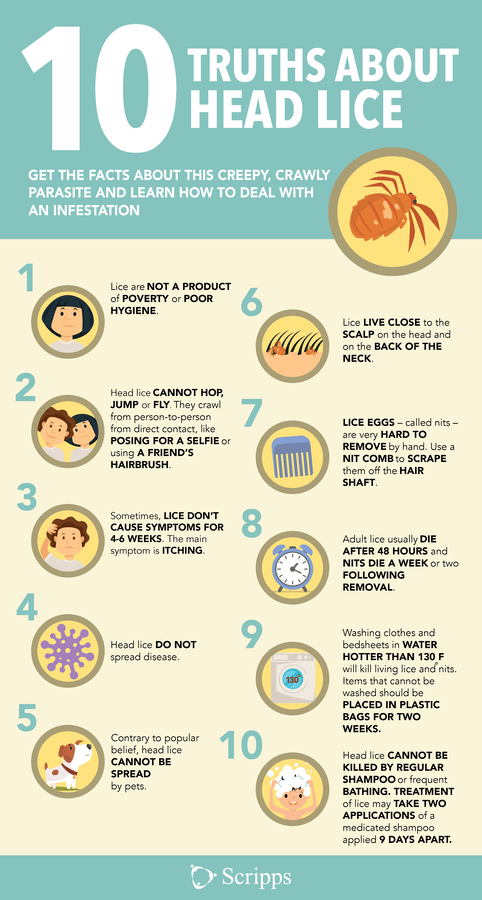 10
TRUTHS ABOUT
HEAD LICE
GET THE FACTS ABOUT THIS CREEPY, CRAWLY
PARASITE AND LEARN HOW TO DEAL WITH
AN INFESTATION
1
Lice are NOT A PRODUCT
of POVERTY or POOR
HYGIENE.
2
Head lice CANNOT HOP,
JUMP or FLY. They crawl
from person-to-person
from direct contact, like
POSING FOR A SELFIE or
using A FRIEND'S
HAIRBRUSH.
3
Sometimes, LICE DON'T
CAUSE SYMPTOMS FOR
4-6 WEEKS. The main
symptom is ITCHING.
4
Head lice DO NOT
spread disease.
5
Contrary to popular
belief, head lice
CANNOT BE
SPREAD
by pets.
6
Lice LIVE CLOSE to the
SCALP on the head and
on the BACK OF THE
NECK.
7
LICE EGGS – called nits –
are very HARD TO
REMOVE by hand. Use a
NIT COMB to SCRAPE
them off the HAIR
SHAFT.
8
Adult lice usually DIE
AFTER 48 HOURS and
NITS DIE A WEEK or two
FOLLOWING
REMOVAL.
9
130°
Washing clothes and
bedsheets in WATER
HOTTER THAN 130°F
will kill living lice and nits.
Items that cannot be
washed should be
PLACED IN PLASTIC
BAGS FOR TWO
WEEKS.
10
Head lice CANNOT BE
KILLED BY REGULAR
SHAMPOO or frequent
BATHING. TREATMENT
of lice may TAKE TWO
APPLICATIONS of a
medicated shampoo
applied 9 DAYS APART.
Scripps